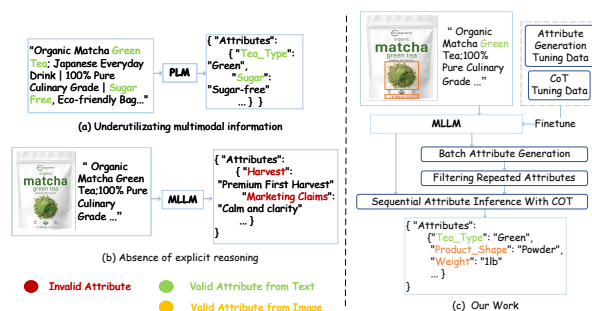 "Organic Matcha Green
Tea; Japanese Everyday
Drink | 100% Pure
Culinary Grade | Sugar
Free, Eco-friendly Bag..."
PLM
{ "Attributes":
{ "Tea_Type":
"Green",
"Sugar":
"Sugar-free"
... } }
(a) Underutilizating multimodal information
organic
matcha
green tea
" Organic
Matcha Green
Tea;100% Pure
Culinary
Grade ..."
MLLM
{ "Attributes":
{ "Harvest":
"Premium First Harvest"
"Marketing Claims":
"Calm and clarity"
... }
}
(b) Absence of explicit reasoning
Invalid Attribute
Valid Attribute from Text
Valid Attribute from Image
organic
matcha
green tea
" Organic
Matcha Green
Tea;100% Pure
Culinary Grade
..."
Attribute
Generation
Tuning Data
CoT
Tuning Data
MLLM
Finetune
Batch Attribute Generation
Filtering Repeated Attributes
Sequential Attribute Inference With COT
{ "Attributes":
{"Tea_Type": "Green",
"Product_Shape": "Powder",
"Weight": "1lb"
... }
}
(c) Our Work